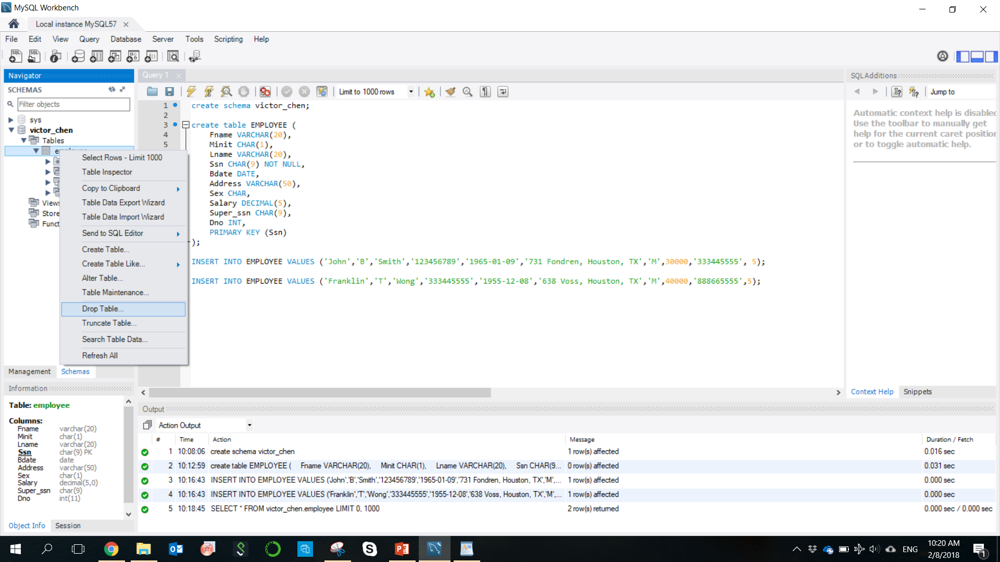 MySQL Workbench
Local instance MySQL57
File Edit View Query Database Server Tools Scripting Help
Navigator
SCHEMAS
Filter objects
sys
victor_chen
Tables
Select Rows - Limit 1000
Table Inspector
Copy to Clipboard
Table Data Export Wizard
Table Data Import Wizard
Send to SQL Editor
Create Table...
Create Table Like...
Alter Table...
Table Maintenance...
Drop Table...
Truncate Table...
Search Table Data...
Refresh All
Views
Store
Funct
Management Schemas
Information
Table: employee
Columns:
Fname varchar(20)
Minit char(1)
Lname varchar(20)
Ssn char(9) PK
Bdate date
Address varchar(50)
Sex char(1)
Salary decimal(5,0)
Super_ssn char(9)
Dno int(11)
Object Info Session
Query 1
Limit to 1000 rows
1 create schema victor_chen;
2
3 create table EMPLOYEE (
4 Fname VARCHAR(20),
5 Minit CHAR(1),
Lname VARCHAR(20),
Ssn CHAR(9) NOT NULL,
Bdate DATE,
Address VARCHAR(50),
Sex CHAR,
Salary DECIMAL(5),
Super_ssn CHAR(9),
Dno INT,
PRIMARY KEY (Ssn)
);
INSERT INTO EMPLOYEE VALUES ('John','B','Smith','123456789','1965-01-09','731 Fondren, Houston, TX','M',30000,'333445555', 5);
INSERT INTO EMPLOYEE VALUES ('Franklin','T','Wong','333445555','1955-12-08','638 Voss, Houston, TX','M',40000,'888665555',5);
SQLAdditions
Jump to
Automatic context help is disabled
Use the toolbar to manually get
help for the current caret position
or to toggle automatic help.
Context Help Snippets
Output
Action Output
# Time Action Message Duration / Fetch
1 10:08:06 create schema victor_chen 1 row(s) affected 0.016 sec
2 10:12:59 create table EMPLOYEE ( Fname VARCHAR(20), Minit CHAR(1), Lname VARCHAR(20), Ssn CHAR(9... 0 row(s) affected 0.031 sec
3 10:16:43 INSERT INTO EMPLOYEE VALUES ('John','B','Smith','123456789','1965-01-09','731 Fondren, Houston, TX','M',... 1 row(s) affected 0.000 sec
4 10:16:43 INSERT INTO EMPLOYEE VALUES ('Franklin','T','Wong','333445555','1955-12-08','638 Voss, Houston, TX','M',... 1 row(s) affected 0.000 sec
5 10:18:45 SELECT * FROM victor_chen.employee LIMIT 0, 1000 2 row(s) returned 0.000 sec / 0.000 sec
ENG
10:20 AM
2/8/2018
1